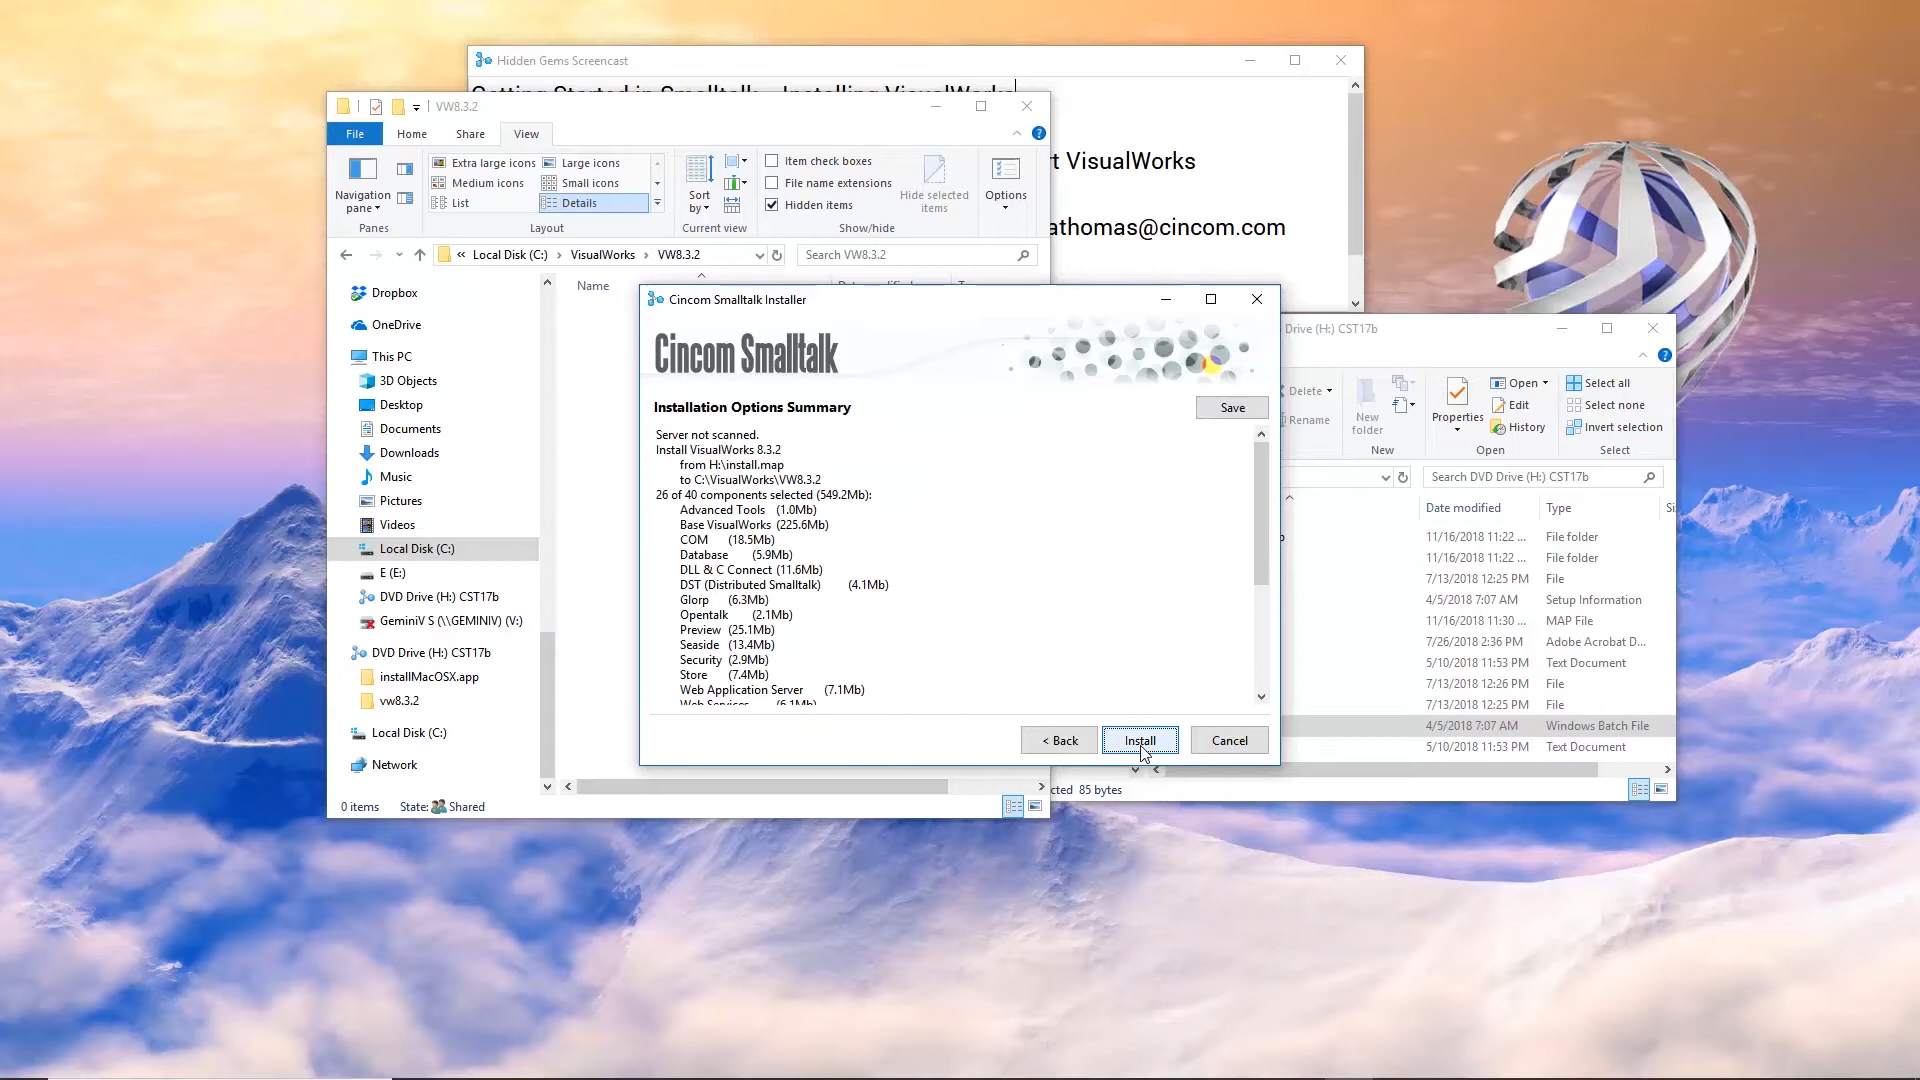 Hidden Gems Screencast
Getting Started in Smalltalk - Installing VisualWorks
rt VisualWorks
athomas@cincom.com
VW8.3.2
File
Home
Share
View
Navigation
pane
Panes
Extra large icons
Large icons
Medium icons
Small icons
List
Details
Layout
Sort
by
Current view
Item check boxes
File name extensions
Hidden items
Hide selected
items
Show/hide
Options
« Local Disk (C:) > VisualWorks > VW8.3.2
Search VW8.3.2
Name
Dropbox
OneDrive
This PC
3D Objects
Desktop
Documents
Downloads
Music
Pictures
Videos
Local Disk (C:)
E (E:)
DVD Drive (H:) CST17b
GeminiV S (\\GEMINIV) (V:)
DVD Drive (H:) CST17b
installMacOSX.app
vw8.3.2
Local Disk (C:)
Network
0 items
State:
Shared
Cincom Smalltalk Installer
Cincom Smalltalk
Installation Options Summary
Save
Server not scanned.
Install VisualWorks 8.3.2
from H:\install.map
to C:\VisualWorks\VW8.3.2
26 of 40 components selected (549.2Mb):
Advanced Tools (1.0Mb)
Base VisualWorks (225.6Mb)
COM (18.5Mb)
Database (5.9Mb)
DLL & C Connect (11.6Mb)
DST (Distributed Smalltalk) (4.1Mb)
Glorp (6.3Mb)
Opentalk (2.1Mb)
Preview (25.1Mb)
Seaside (13.4Mb)
Security (2.9Mb)
Store (7.4Mb)
Web Application Server (7.1Mb)
Web Services (6.1Mb)
< Back
Install
Cancel
Drive (H:) CST17b
Delete
Rename
New
folder
New
Properties
Open
Edit
History
Open
Select all
Select none
Invert selection
Select
Search DVD Drive (H:) CST17b
Date modified
Type
Si
11/16/2018 11:22 ...
File folder
11/16/2018 11:22 ...
File folder
7/13/2018 12:25 PM
File
4/5/2018 7:07 AM
Setup Information
11/16/2018 11:30 ...
MAP File
7/26/2018 2:36 PM
Adobe Acrobat D...
5/10/2018 11:53 PM
Text Document
7/13/2018 12:26 PM
File
7/13/2018 12:25 PM
File
4/5/2018 7:07 AM
Windows Batch File
5/10/2018 11:53 PM
Text Document
cted 85 bytes